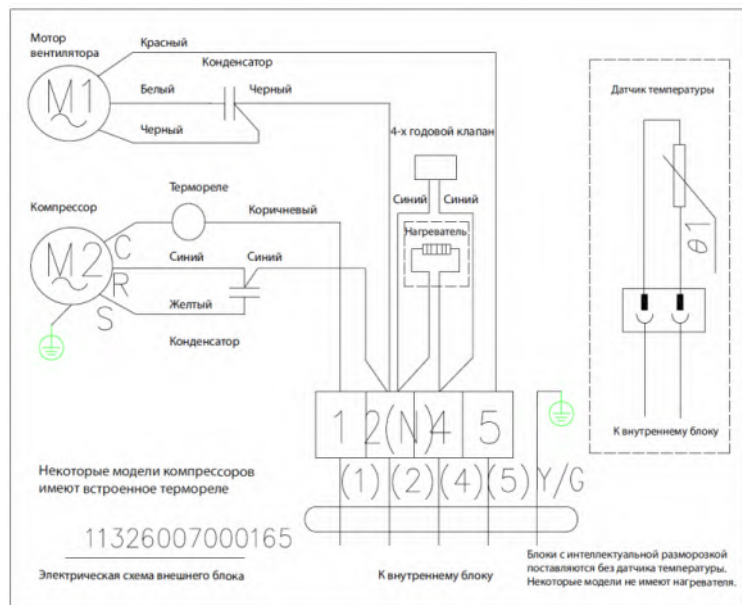 Мотор
вентилятора
Красный
Конденсатор
Белый
Черный
Черный
M1
4-х годовой клапан
Датчик температуры
Термореле
Компрессор
Коричневый
Синий
Синий
Нагреватель
M2
C
R
S
Синий
Синий
Желтый
Конденсатор
θ1
К внутреннему блоку
1 2(N) 4 5
(1) (2) (4) (5) Y/G
Некоторые модели компрессоров
имеют встроенное термореле
11326007000165
Электрическая схема внешнего блока
К внутреннему блоку
Блоки с интеллектуальной разморозкой
поставляются без датчика температуры.
Некоторые модели не имеют нагревателя.